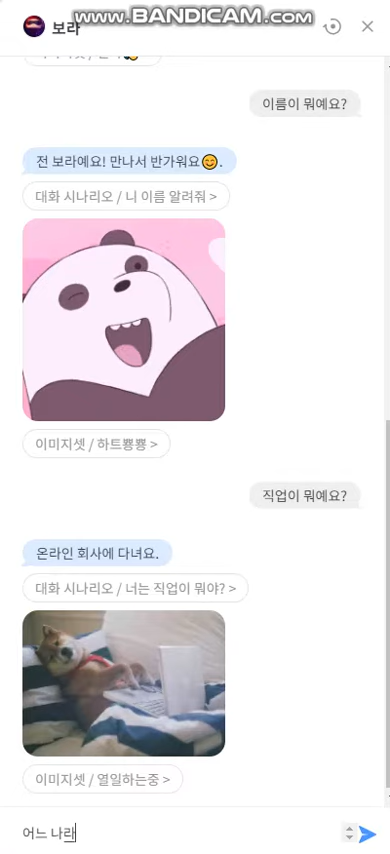 www.BANDICAM.com
보라
이름이 뭐예요?
전 보라예요! 만나서 반가워요😊.
대화 시나리오 / 니 이름 알려줘 >
이미지셋 / 하트뿅뿅 >
직업이 뭐예요?
온라인 회사에 다녀요.
대화 시나리오 / 너는 직업이 뭐야? >
이미지셋 / 열일하는중 >
어느 나라